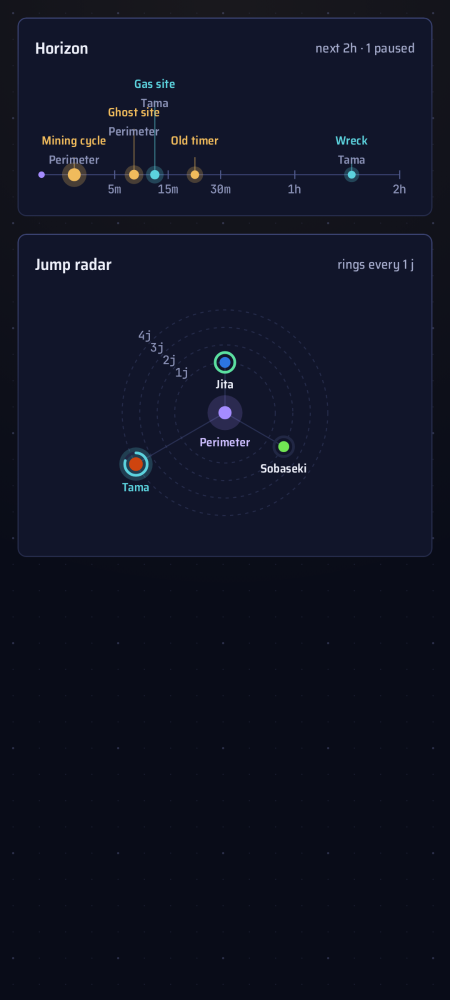 Horizon
next 2h · 1 paused
Gas site
Tama
Ghost site
Perimeter
Mining cycle
Perimeter
Old timer
Wreck
Tama
5m
15m
30m
1h
2h
Jump radar
rings every 1 j
4j
3j
2j
1j
Jita
Perimeter
Sobaseki
Tama